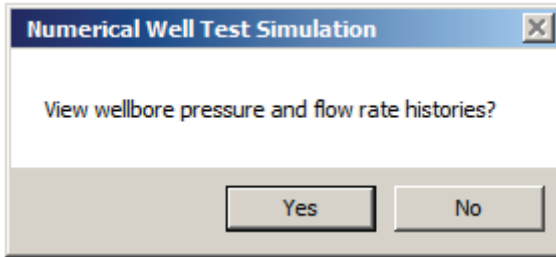 Numerical Well Test Simulation
View wellbore pressure and flow rate histories?
Yes No